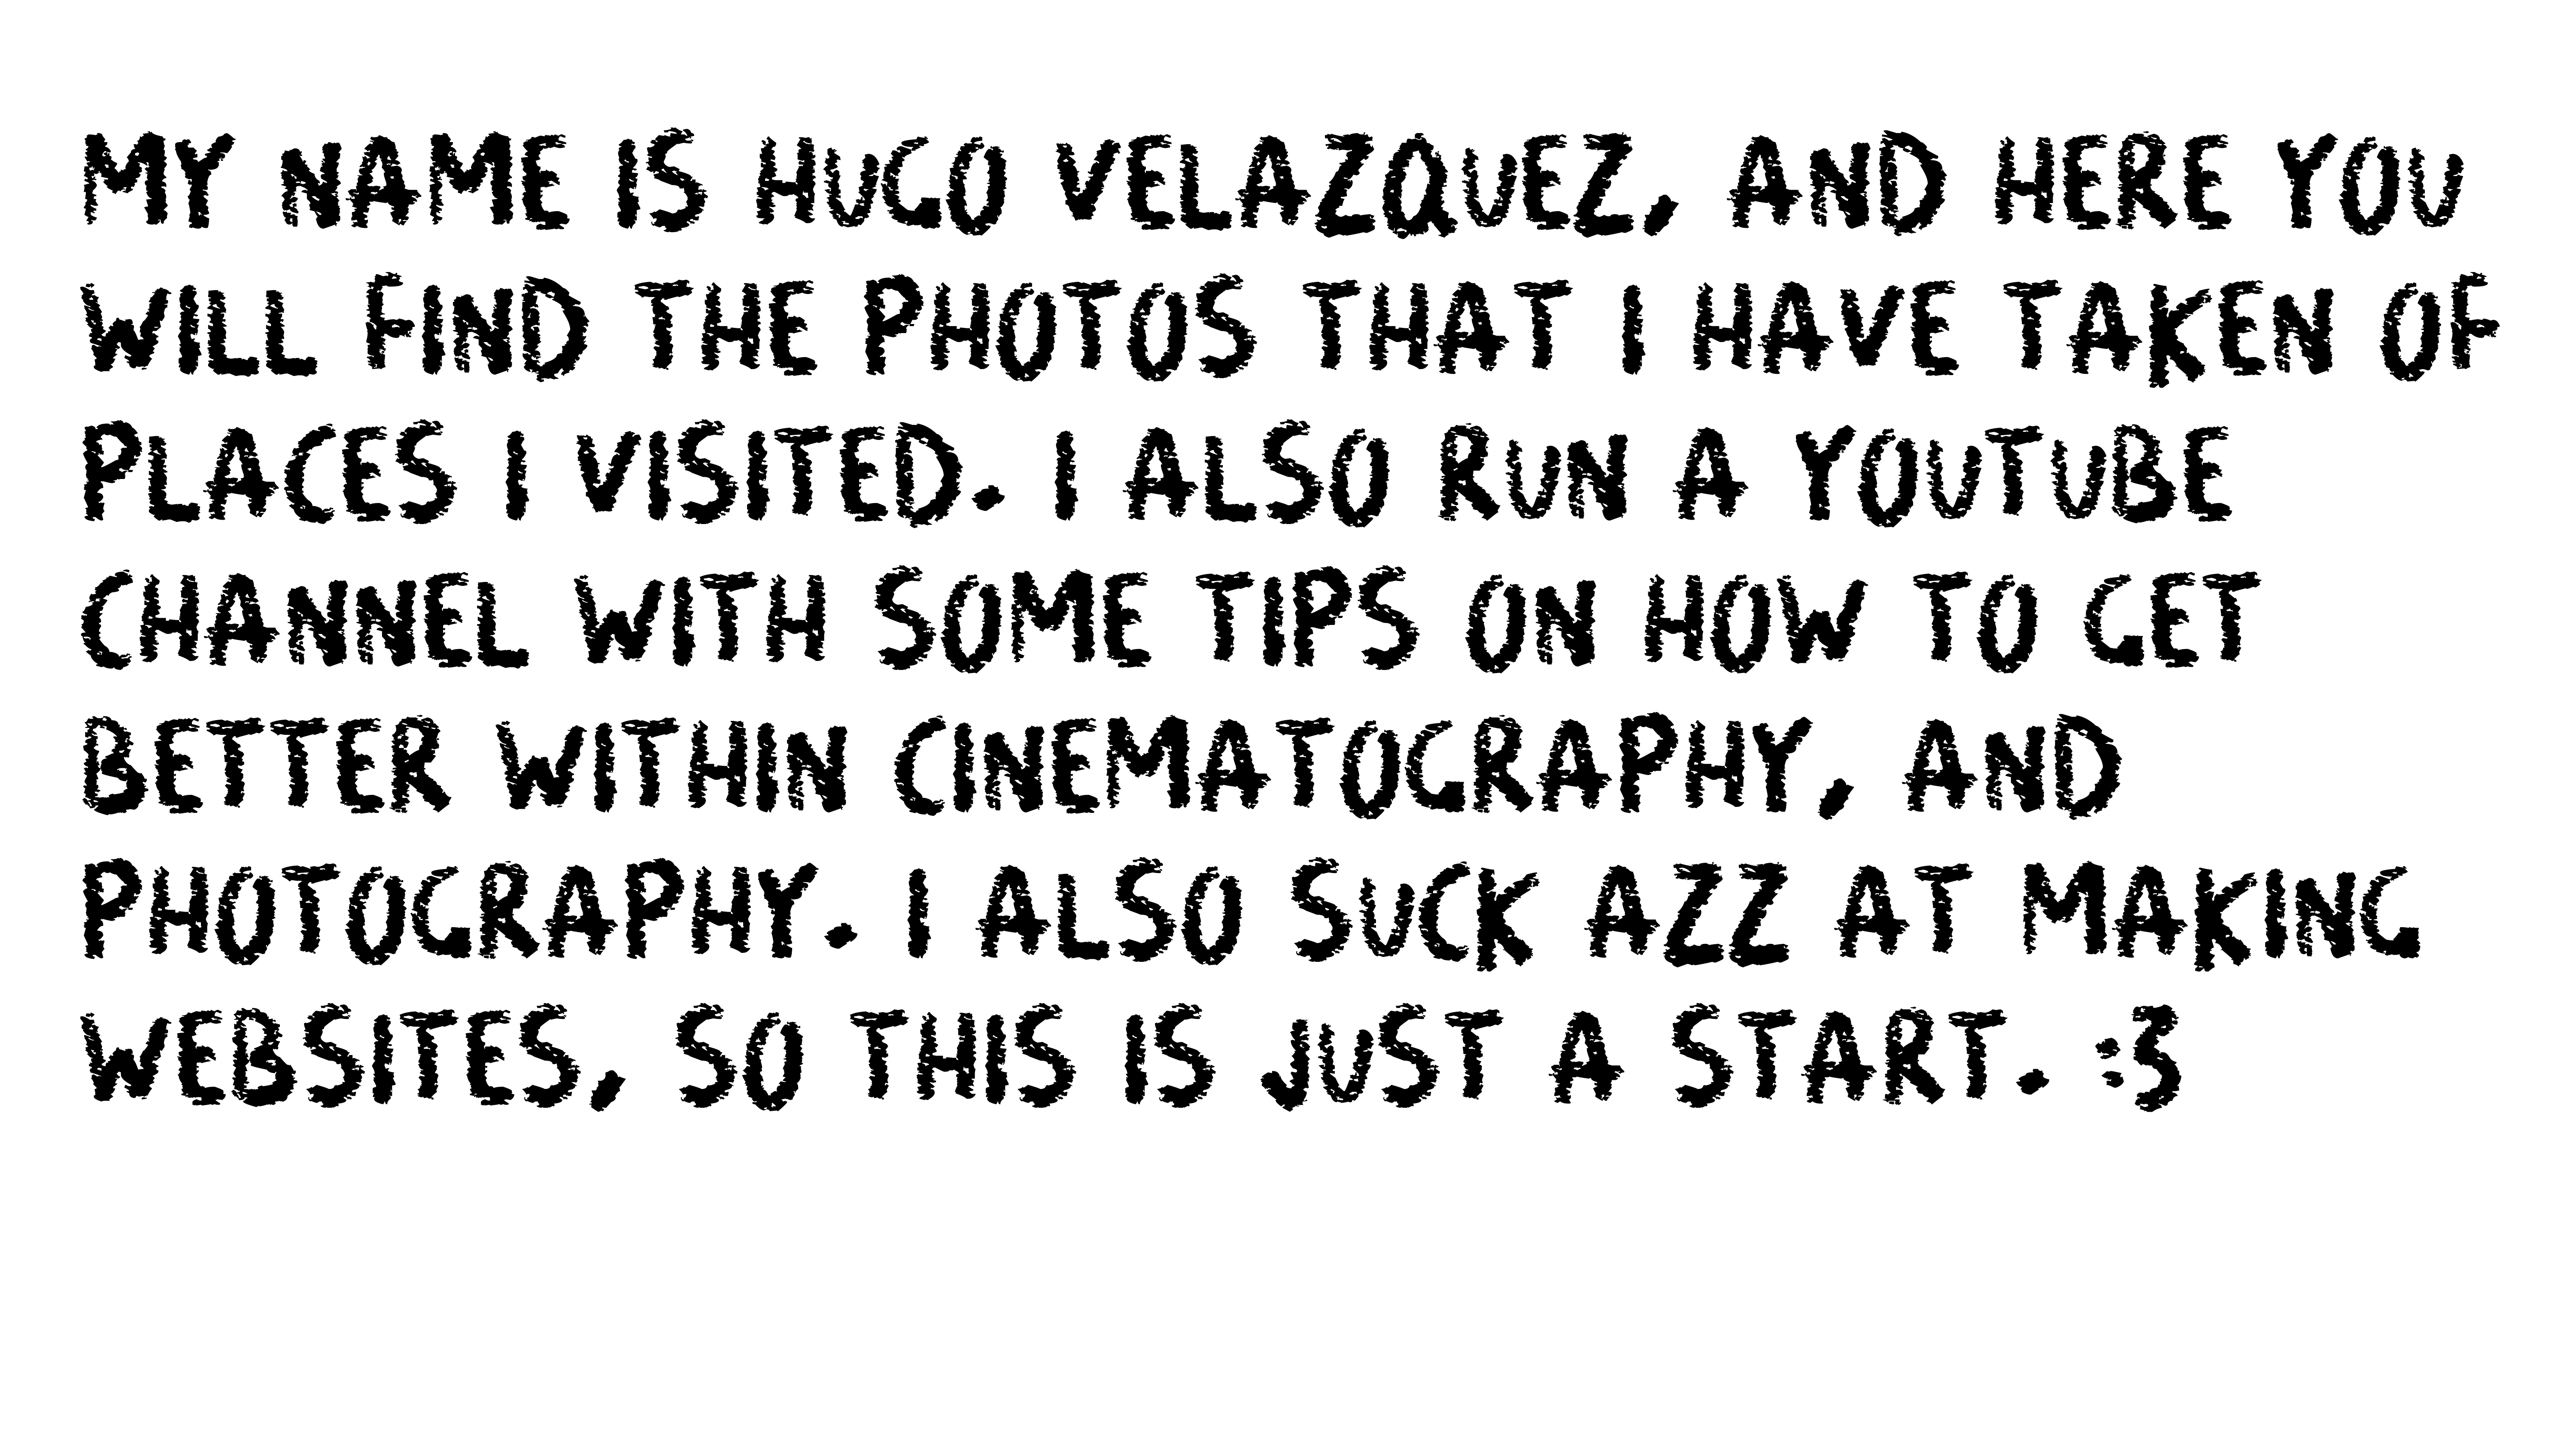 MY NAME IS HUGO VELAZQUEZ, AND HERE YOU
WILL FIND THE PHOTOS THAT I HAVE TAKEN OF
PLACES I VISITED. I ALSO RUN A YOUTUBE
CHANNEL WITH SOME TIPS ON HOW TO GET
BETTER WITHIN CINEMATOGRAPHY, AND
PHOTOGRAPHY. I ALSO SUCK AZZ AT MAKING
WEBSITES, SO THIS IS JUST A START. :3